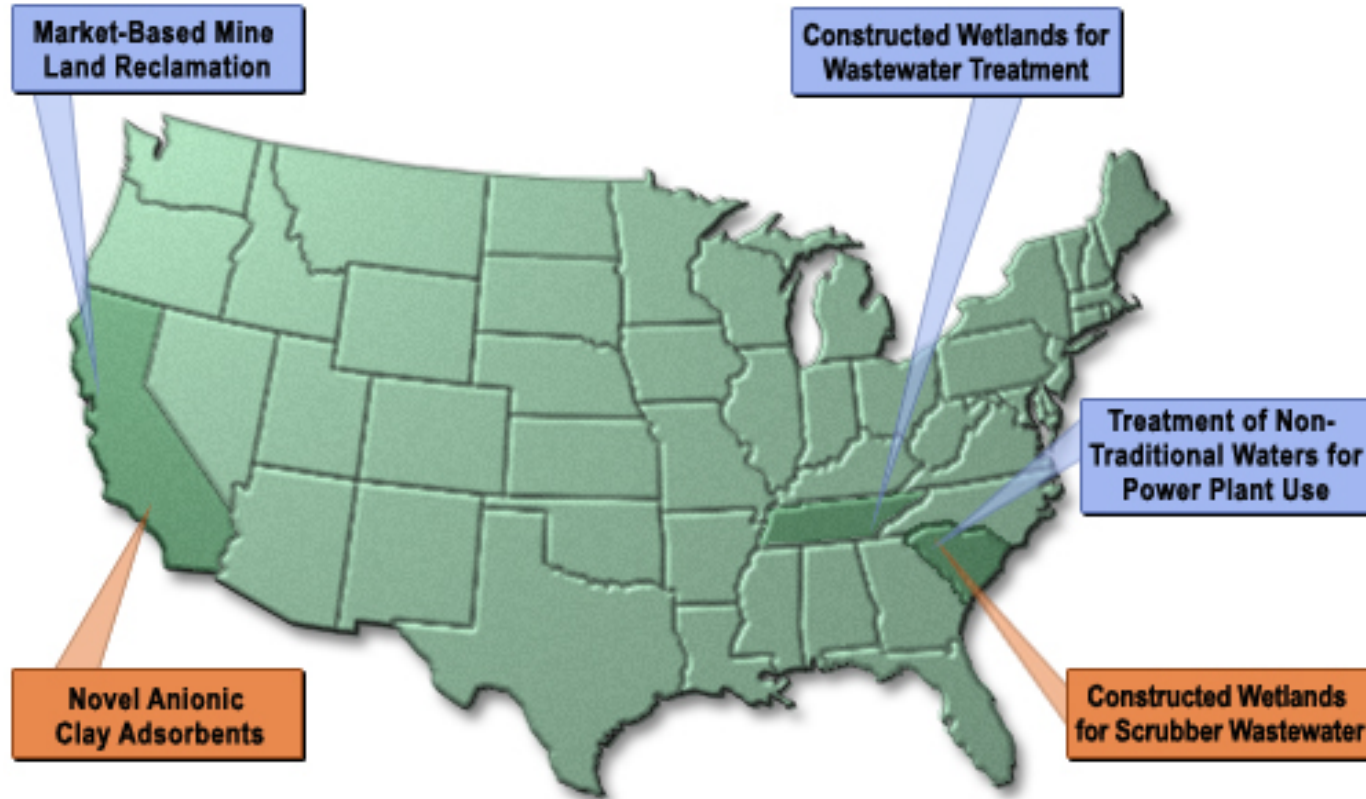 Market-Based Mine
Land Reclamation
Constructed Wetlands for
Wastewater Treatment
Treatment of Non-
Traditional Waters for
Power Plant Use
Novel Anionic
Clay Adsorbents
Constructed Wetlands
for Scrubber Wastewater